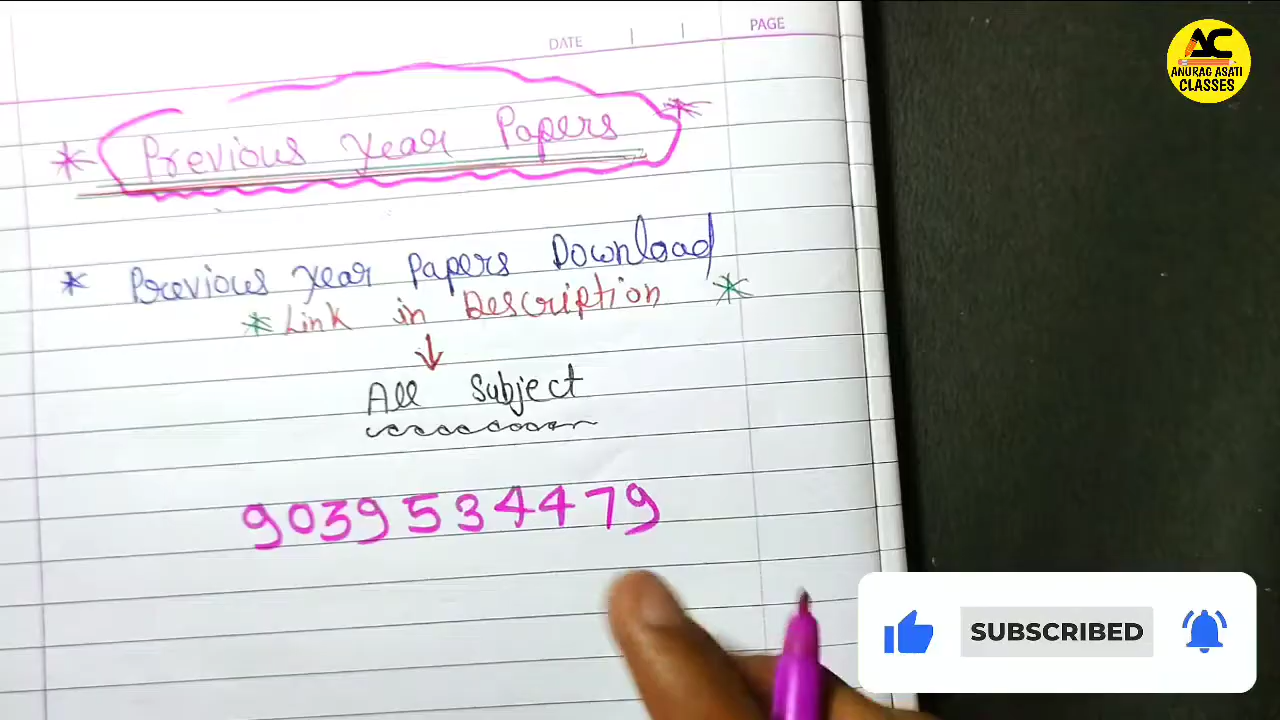 DATE | | PAGE
AC
ANURAG ASATI
CLASSES
* Previous Year Papers *
* Previous Year Papers Download
* Link in Description *
↓
All Subject
9039534479
SUBSCRIBED